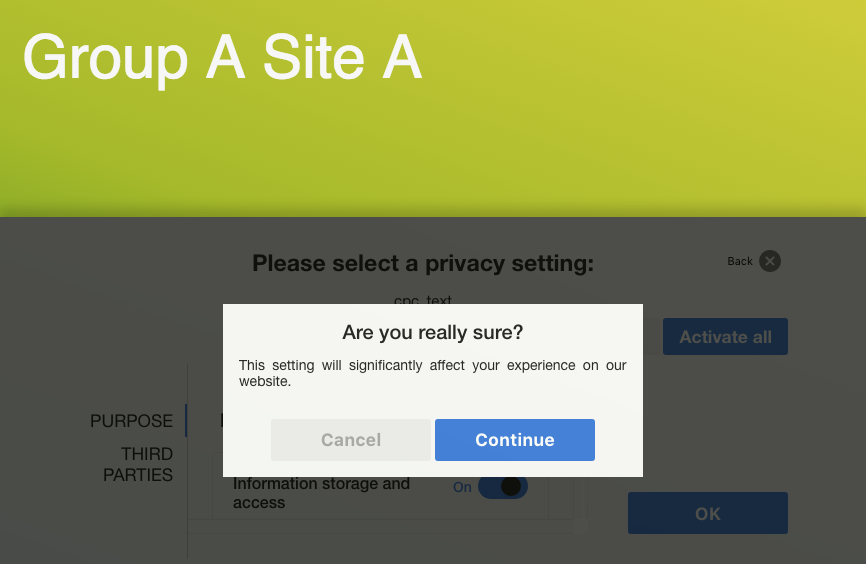 Group A Site A
Please select a privacy setting:
Back
cpc_text
Activate all
Are you really sure?
This setting will significantly affect your experience on our
website.
Cancel
Continue
PURPOSE
THIRD
PARTIES
Information storage and
access
On
OK